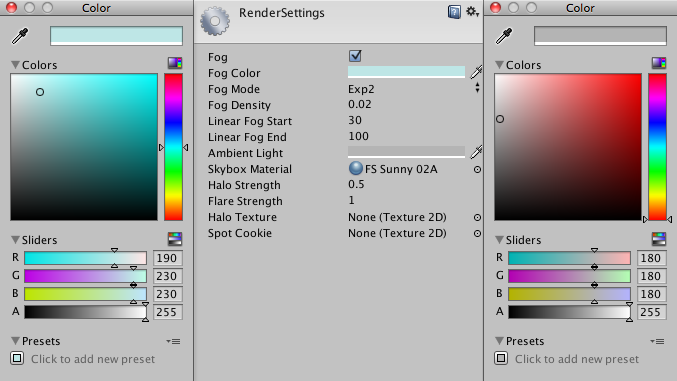 Color
Colors
Sliders
R 190
G 230
B 230
A 255
Presets
Click to add new preset
RenderSettings
Fog
Fog Color
Fog Mode Exp2
Fog Density 0.02
Linear Fog Start 30
Linear Fog End 100
Ambient Light
Skybox Material FS Sunny 02A
Halo Strength 0.5
Flare Strength 1
Halo Texture None (Texture 2D)
Spot Cookie None (Texture 2D)
Color
Colors
Sliders
R 180
G 180
B 180
A 255
Presets
Click to add new preset